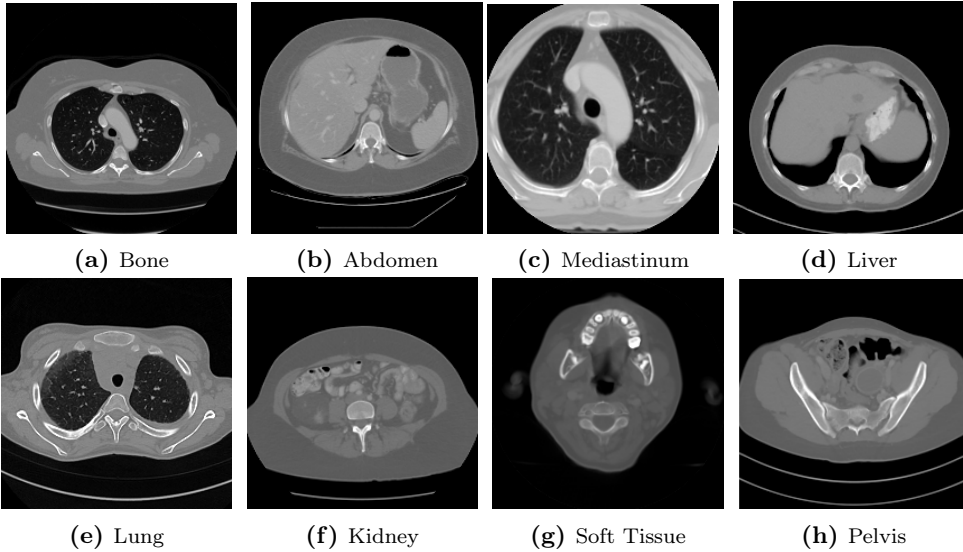 (a) Bone
(b) Abdomen
(c) Mediastinum
(d) Liver
(e) Lung
(f) Kidney
(g) Soft Tissue
(h) Pelvis